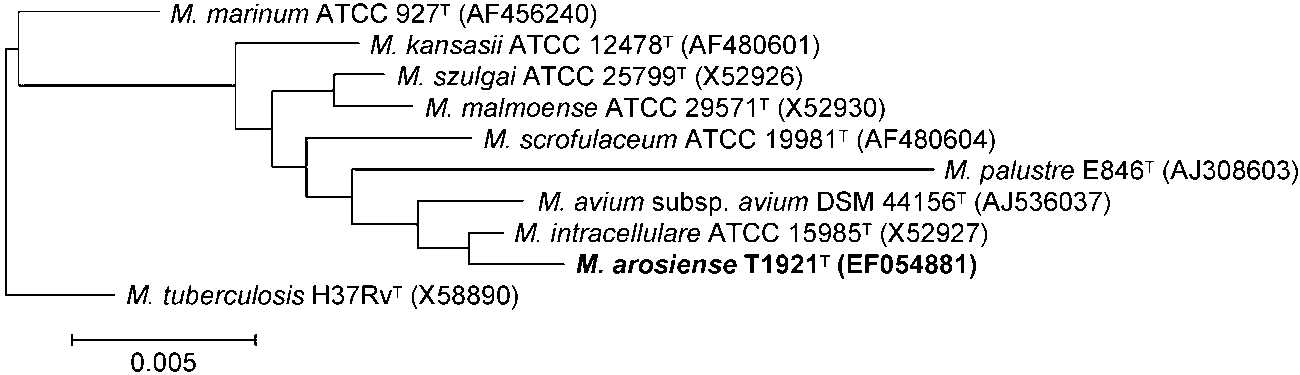 M. marinum ATCC 927ᵀ (AF456240)
M. kansasii ATCC 12478ᵀ (AF480601)
M. szulgai ATCC 25799ᵀ (X52926)
M. malmoense ATCC 29571ᵀ (X52930)
M. scrofulaceum ATCC 19981ᵀ (AF480604)
M. palustre E846ᵀ (AJ308603)
M. avium subsp. avium DSM 44156ᵀ (AJ536037)
M. intracellulare ATCC 15985ᵀ (X52927)
M. arosiense T1921ᵀ (EF054881)
M. tuberculosis H37Rvᵀ (X58890)
0.005